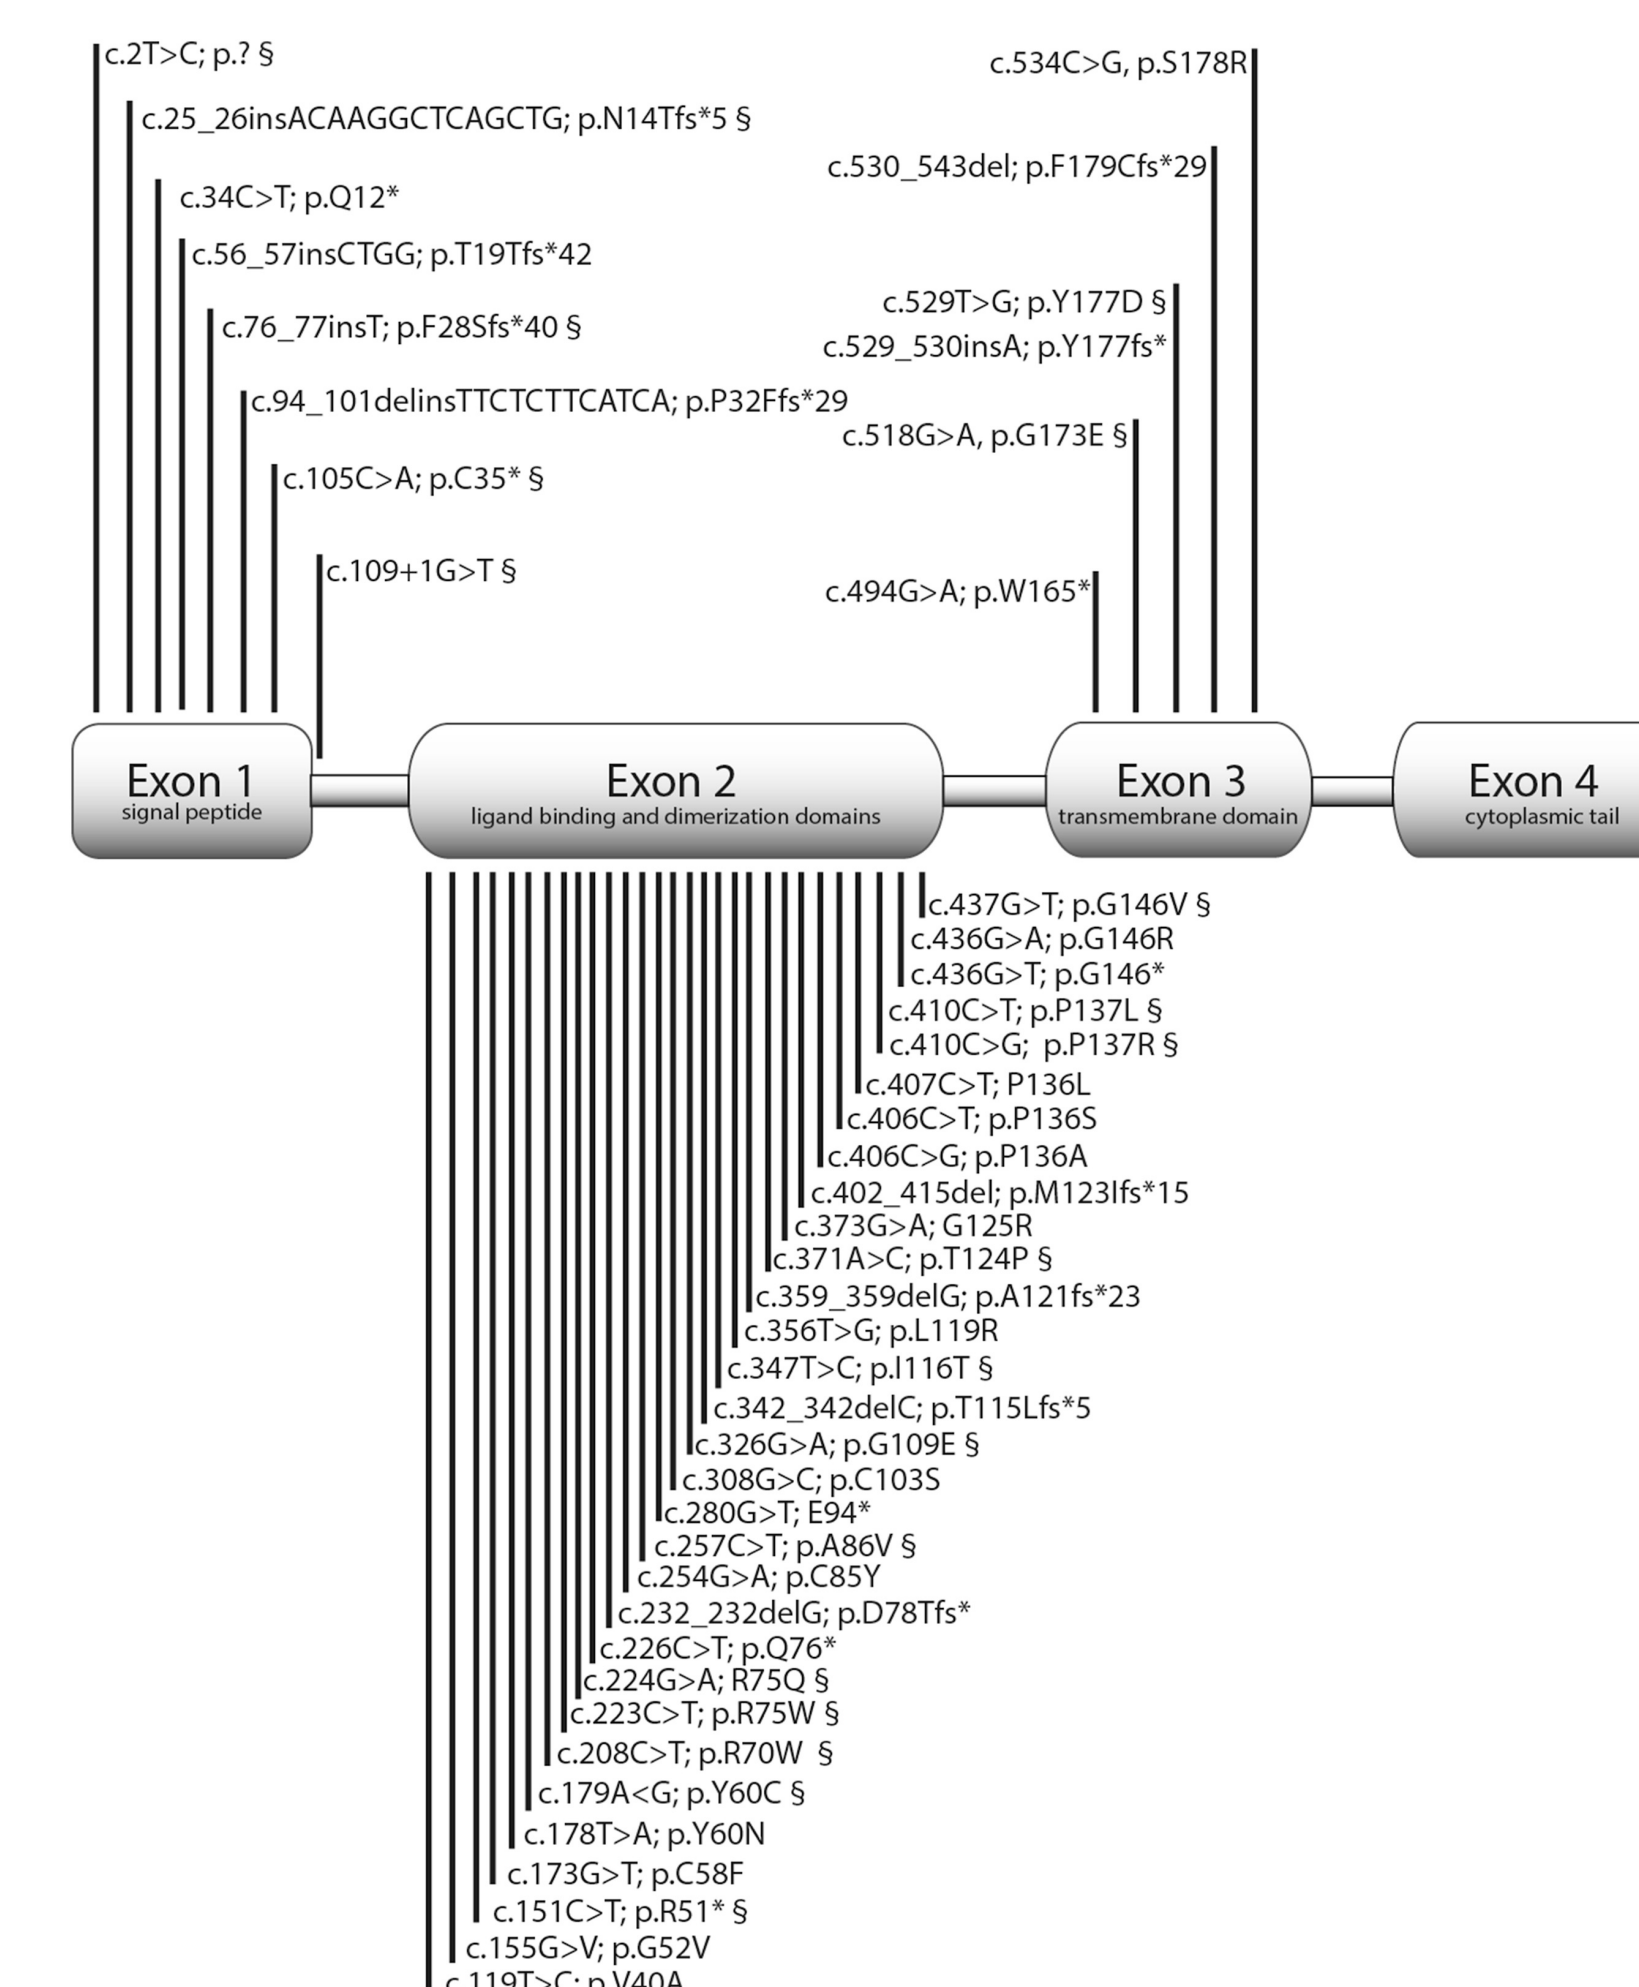 c.2T>C; p.? §
c.25_26insACAAGGCTCAGCTG; p.N14Tfs*5 §
c.34C>T; p.Q12*
c.56_57insCTGG; p.T19Tfs*42
c.76_77insT; p.F28Sfs*40 §
c.94_101delinsTTCTCTTCATCA; p.P32Ffs*29
c.105C>A; p.C35* §
c.109+1G>T §
c.534C>G, p.S178R
c.530_543del; p.F179Cfs*29
c.529T>G; p.Y177D §
c.529_530insA; p.Y177fs*
c.518G>A, p.G173E §
c.494G>A; p.W165*
Exon 1
signal peptide
Exon 2
ligand binding and dimerization domains
Exon 3
transmembrane domain
Exon 4
cytoplasmic tail
c.437G>T; p.G146V §
c.436G>A; p.G146R
c.436G>T; p.G146*
c.410C>T; p.P137L §
c.410C>G; p.P137R §
c.407C>T; P136L
c.406C>T; p.P136S
c.406C>G; p.P136A
c.402_415del; p.M123Ifs*15
c.373G>A; G125R
c.371A>C; p.T124P §
c.359_359delG; p.A121fs*23
c.356T>G; p.L119R
c.347T>C; p.I116T §
c.342_342delC; p.T115Lfs*5
c.326G>A; p.G109E §
c.308G>C; p.C103S
c.280G>T; E94*
c.257C>T; p.A86V §
c.254G>A; p.C85Y
c.232_232delG; p.D78Tfs*
c.226C>T; p.Q76*
c.224G>A; R75Q §
c.223C>T; p.R75W §
c.208C>T; p.R70W §
c.179A<G; p.Y60C §
c.178T>A; p.Y60N
c.173G>T; p.C58F
c.151C>T; p.R51* §
c.155G>V; p.G52V
c.119T>C; p.V40A